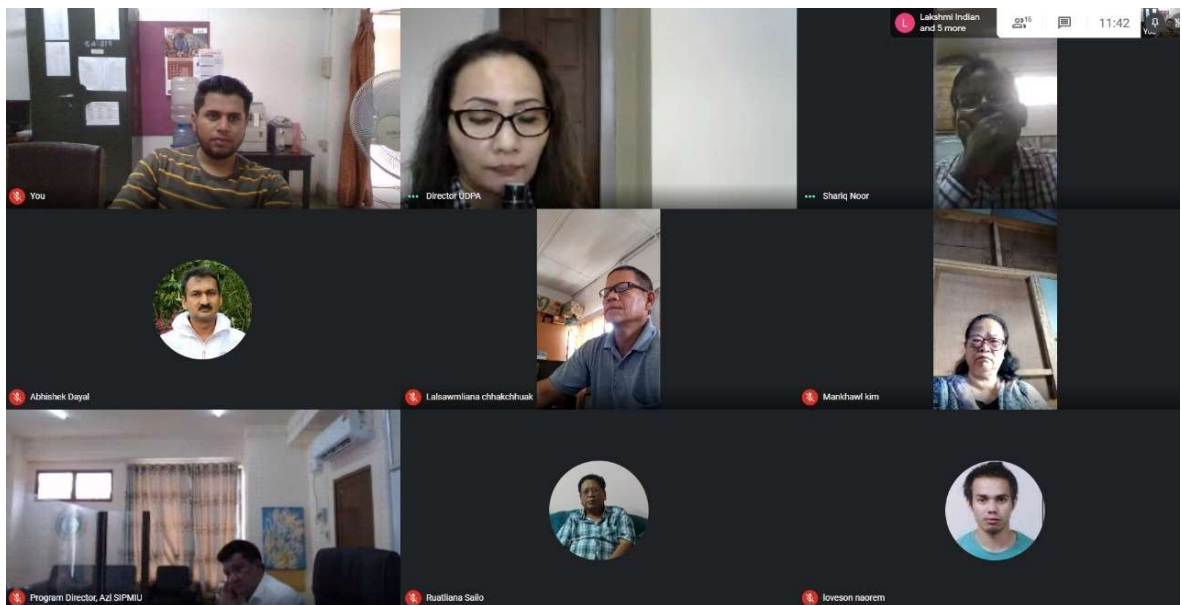 Lakshmi Indian
and 5 more
15
11:42
You
You
Director UDPA
Shariq Noor
Abhishek Dayal
Lalsawmliana chhakchhuak
Mankhawl kim
Program Director, Azl SIPMIU
Ruatliana Sailo
loveson naorem